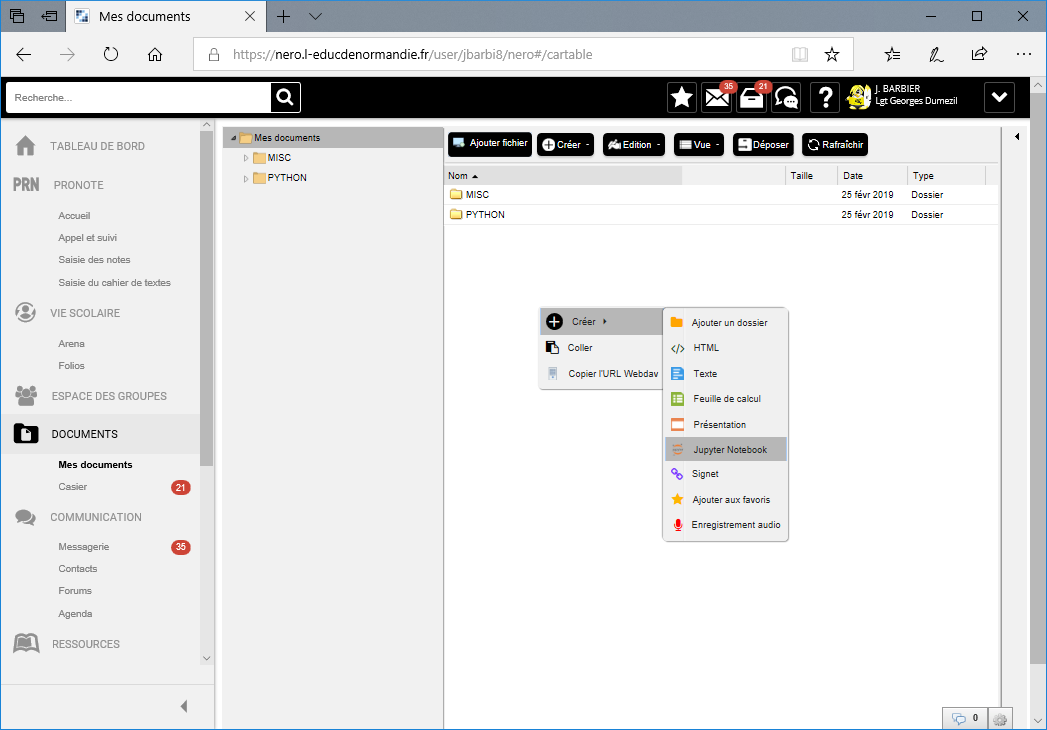 Mes documents
https://nero.l-educdenormandie.fr/user/jbarbi8/nero#/cartable
Recherche...
35
21
?
J. BARBIER
Lgt Georges Dumezil
TABLEAU DE BORD
PRN PRONOTE
Accueil
Appel et suivi
Saisie des notes
Saisie du cahier de textes
VIE SCOLAIRE
Arena
Folios
ESPACE DES GROUPES
DOCUMENTS
Mes documents
Casier 21
COMMUNICATION
Messagerie 35
Contacts
Forums
Agenda
RESSOURCES
Mes documents
MISC
PYTHON
Ajouter fichier Créer Edition Vue Déposer Rafraîchir
Nom Taille Date Type
MISC 25 févr 2019 Dossier
PYTHON 25 févr 2019 Dossier
Créer
Coller
Copier l'URL Webdav
Ajouter un dossier
HTML
Texte
Feuille de calcul
Présentation
Jupyter Notebook
Signet
Ajouter aux favoris
Enregistrement audio
0